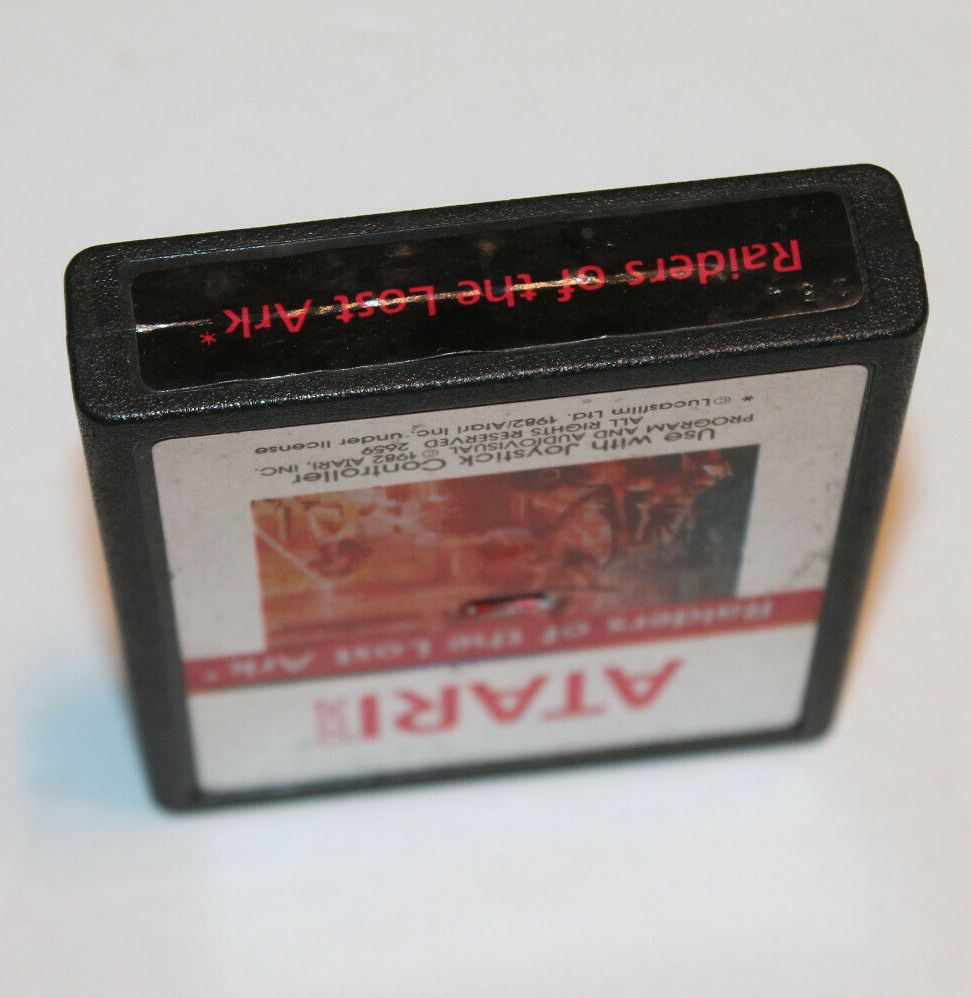 ATARI
Raiders of the Lost Ark*
Use with Joystick Controller
PROGRAM AND AUDIOVISUAL © 1982 ATARI, INC.
ALL RIGHTS RESERVED 2659
* ©Lucasfilm Ltd. 1982/Atari Inc. under license
Raiders of the Lost Ark*